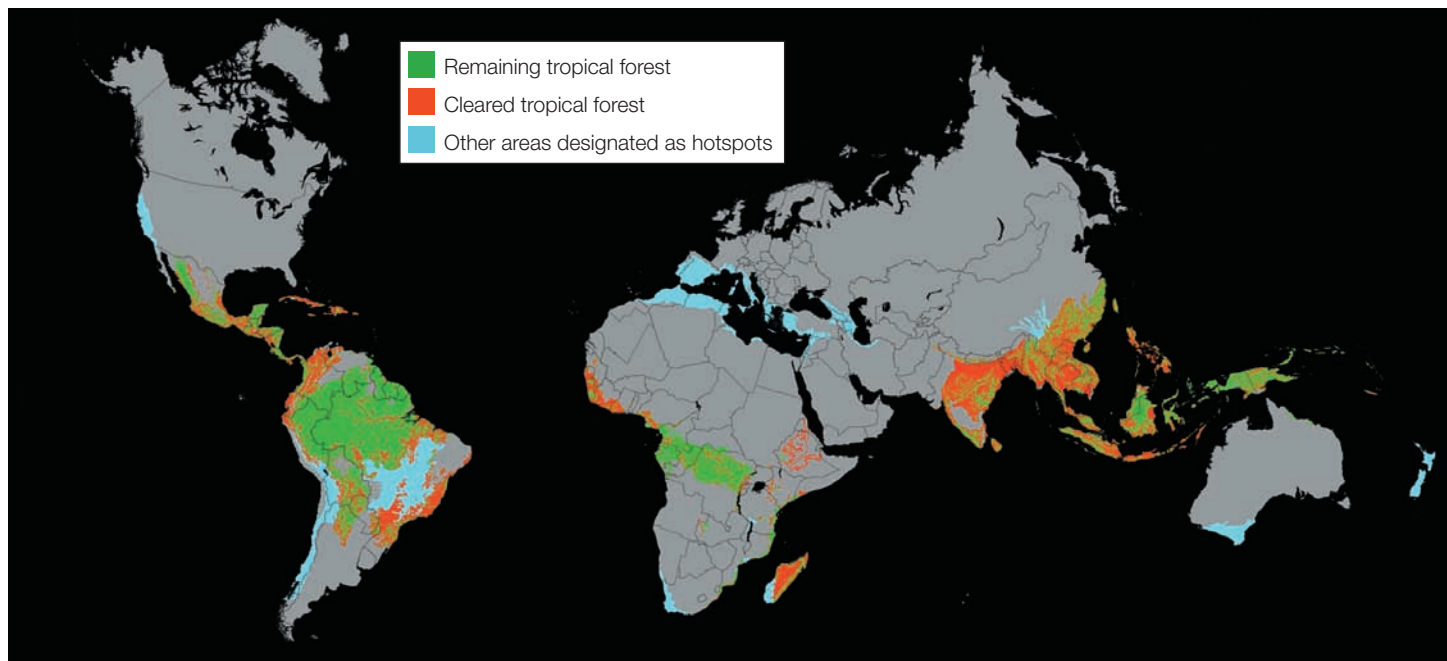 Remaining tropical forest
Cleared tropical forest
Other areas designated as hotspots